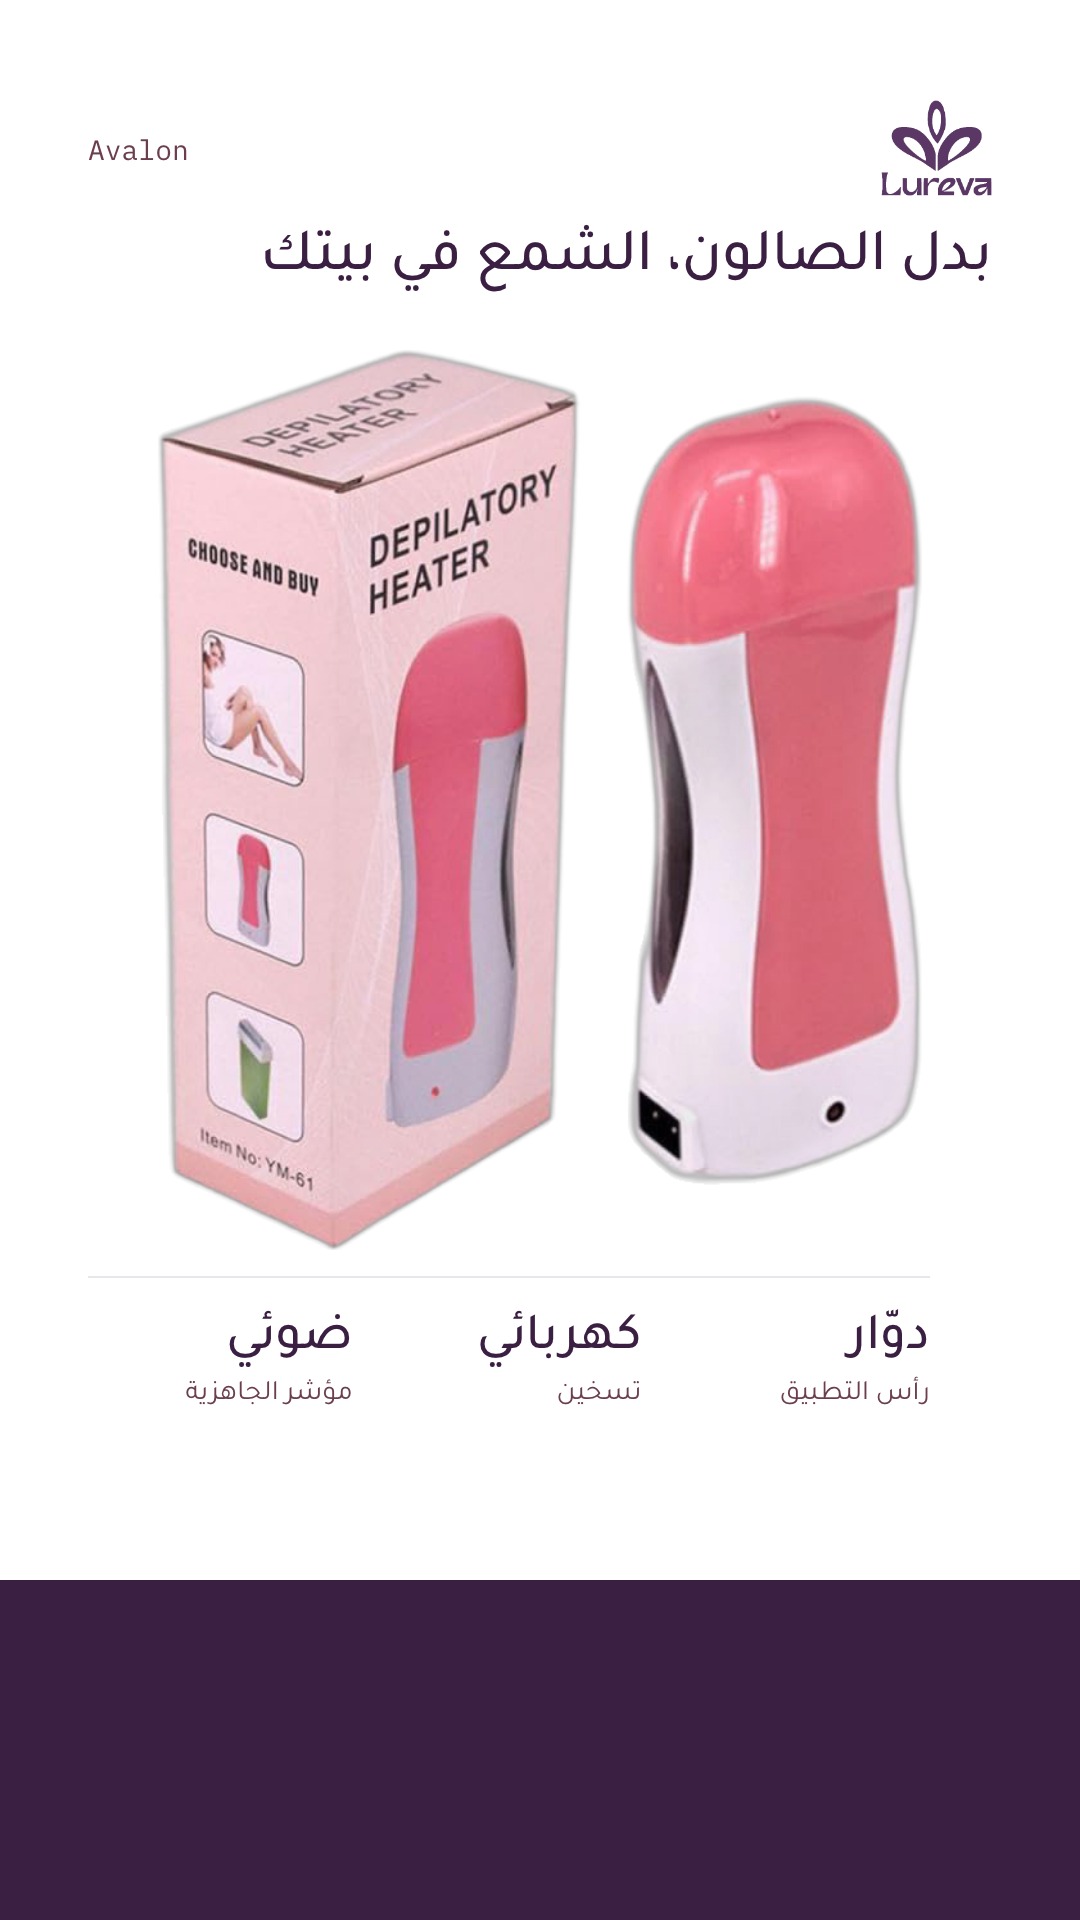 Avalon
Lureva
بدل الصالون، الشمع في بيتك
DEPILATORY
HEATER
DEPILATORY
HEATER
CHOOSE AND BUY
Item No: YM-61
دوّار
كهربائي
ضوئي
رأس التطبيق
تسخين
مؤشر الجاهزية